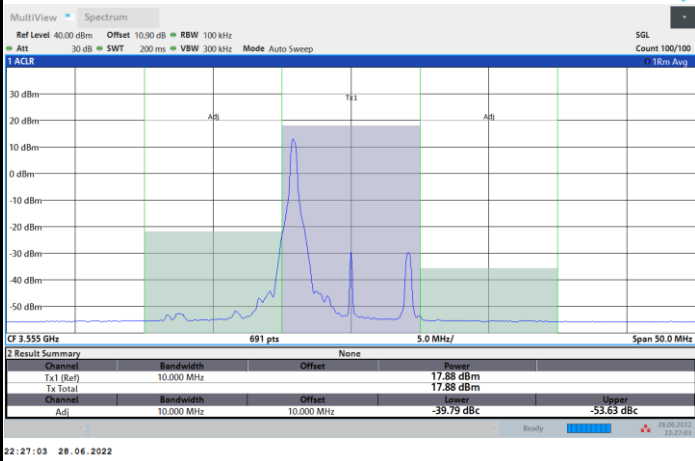 MultiView Spectrum
Ref Level 40.00 dBm Offset 10.90 dB RBW 100 kHz SGL
Att 30 dB SWT 200 ms VBW 300 kHz Mode Auto Sweep Count 100/100
1 ACLR 1Rm Avg
30 dBm
Tx1
20 dBm
Adj Adj
10 dBm
0 dBm
-10 dBm
-20 dBm
-30 dBm
-40 dBm
-50 dBm
CF 3.555 GHz 691 pts 5.0 MHz/ Span 50.0 MHz
2 Result Summary None
Channel Bandwidth Offset Power
Tx1 (Ref) 10.000 MHz 17.88 dBm
Tx Total 17.88 dBm
Channel Bandwidth Offset Lower Upper
Adj 10.000 MHz 10.000 MHz -39.79 dBc -53.63 dBc
Ready 28.06.2022
22:27:03
22:27:03 28.06.2022